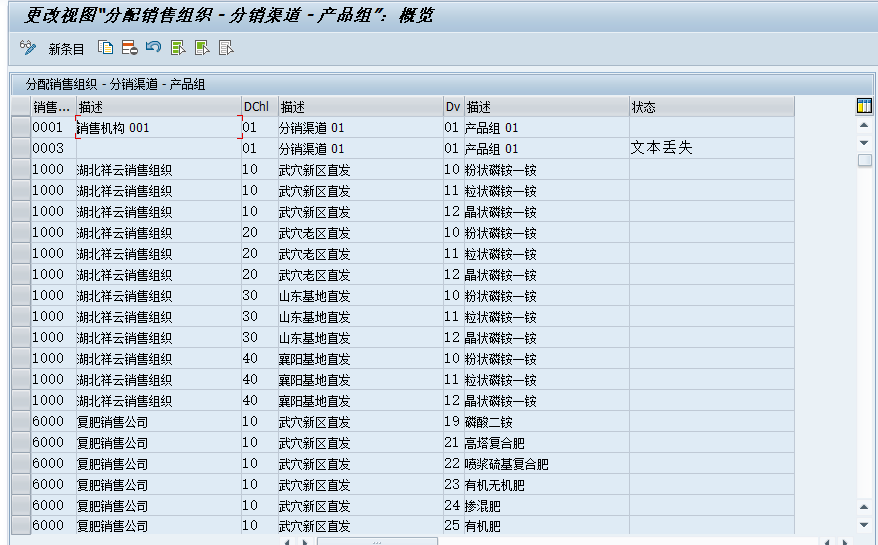 更改视图"分配销售组织 - 分销渠道 - 产品组"： 概览
新条目
分配销售组织 - 分销渠道 - 产品组
销售... 描述 DChl 描述 Dv 描述 状态
0001 销售机构 001 01 分销渠道 01 01 产品组 01
0003 01 分销渠道 01 01 产品组 01 文本丢失
1000 湖北祥云销售组织 10 武穴新区直发 10 粉状磷铵一铵
1000 湖北祥云销售组织 10 武穴新区直发 11 粒状磷铵一铵
1000 湖北祥云销售组织 10 武穴新区直发 12 晶状磷铵一铵
1000 湖北祥云销售组织 20 武穴老区直发 10 粉状磷铵一铵
1000 湖北祥云销售组织 20 武穴老区直发 11 粒状磷铵一铵
1000 湖北祥云销售组织 20 武穴老区直发 12 晶状磷铵一铵
1000 湖北祥云销售组织 30 山东基地直发 10 粉状磷铵一铵
1000 湖北祥云销售组织 30 山东基地直发 11 粒状磷铵一铵
1000 湖北祥云销售组织 30 山东基地直发 12 晶状磷铵一铵
1000 湖北祥云销售组织 40 襄阳基地直发 10 粉状磷铵一铵
1000 湖北祥云销售组织 40 襄阳基地直发 11 粒状磷铵一铵
1000 湖北祥云销售组织 40 襄阳基地直发 12 晶状磷铵一铵
6000 复肥销售公司 10 武穴新区直发 19 磷酸二铵
6000 复肥销售公司 10 武穴新区直发 21 高塔复合肥
6000 复肥销售公司 10 武穴新区直发 22 喷浆硫基复合肥
6000 复肥销售公司 10 武穴新区直发 23 有机无机肥
6000 复肥销售公司 10 武穴新区直发 24 掺混肥
6000 复肥销售公司 10 武穴新区直发 25 有机肥